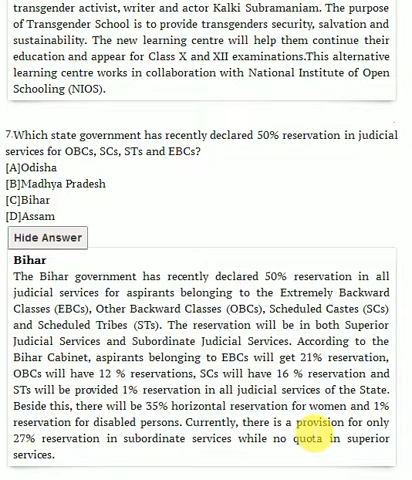 transgender activist, writer and actor Kalki Subramaniam. The purpose
of Transgender School is to provide transgenders security, salvation and
sustainability. The new learning centre will help them continue their
education and appear for Class X and XII examinations.This alternative
learning centre works in collaboration with National Institute of Open
Schooling (NIOS).
7.Which state government has recently declared 50% reservation in judicial
services for OBCs, SCs, STs and EBCs?
[A]Odisha
[B]Madhya Pradesh
[C]Bihar
[D]Assam
Hide Answer
Bihar
The Bihar government has recently declared 50% reservation in all
judicial services for aspirants belonging to the Extremely Backward
Classes (EBCs), Other Backward Classes (OBCs), Scheduled Castes (SCs)
and Scheduled Tribes (STs). The reservation will be in both Superior
Judicial Services and Subordinate Judicial Services. According to the
Bihar Cabinet, aspirants belonging to EBCs will get 21% reservation,
OBCs will have 12 % reservations, SCs will have 16 % reservation and
STs will be provided 1% reservation in all judicial services of the State.
Beside this, there will be 35% horizontal reservation for women and 1%
reservation for disabled persons. Currently, there is a provision for only
27% reservation in subordinate services while no quota in superior
services.